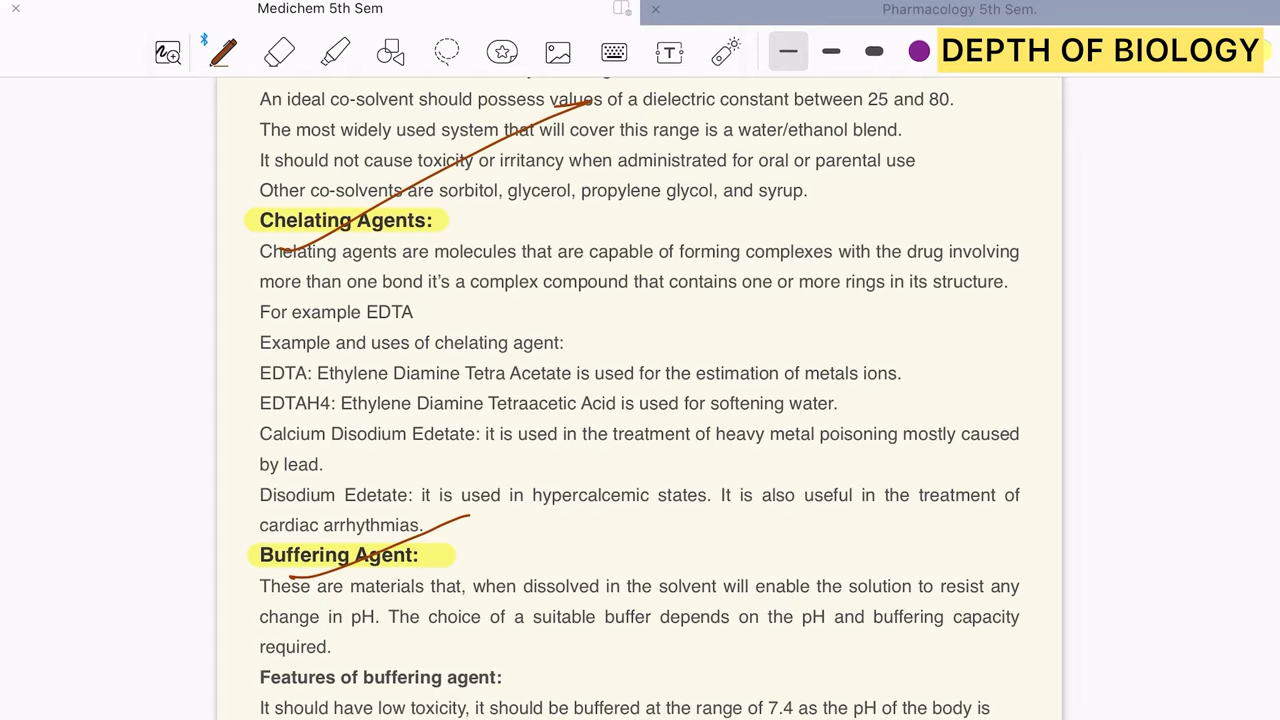 Medichem 5th Sem
Pharmacology 5th Sem.
DEPTH OF BIOLOGY
An ideal co-solvent should possess values of a dielectric constant between 25 and 80.
The most widely used system that will cover this range is a water/ethanol blend.
It should not cause toxicity or irritancy when administrated for oral or parental use
Other co-solvents are sorbitol, glycerol, propylene glycol, and syrup.
Chelating Agents:
Chelating agents are molecules that are capable of forming complexes with the drug involving
more than one bond it’s a complex compound that contains one or more rings in its structure.
For example EDTA
Example and uses of chelating agent:
EDTA: Ethylene Diamine Tetra Acetate is used for the estimation of metals ions.
EDTAH4: Ethylene Diamine Tetraacetic Acid is used for softening water.
Calcium Disodium Edetate: it is used in the treatment of heavy metal poisoning mostly caused
by lead.
Disodium Edetate: it is used in hypercalcemic states. It is also useful in the treatment of
cardiac arrhythmias.
Buffering Agent:
These are materials that, when dissolved in the solvent will enable the solution to resist any
change in pH. The choice of a suitable buffer depends on the pH and buffering capacity
required.
Features of buffering agent:
It should have low toxicity, it should be buffered at the range of 7.4 as the pH of the body is